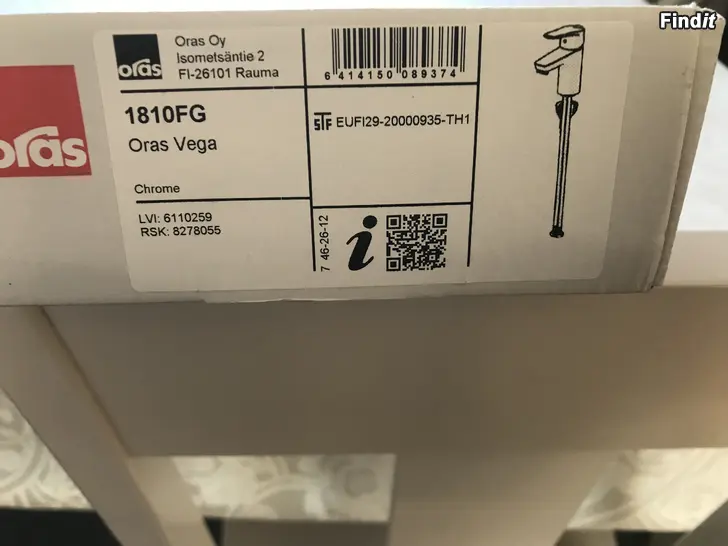 Findit
oras
oras
Oras Oy
Isometsäntie 2
FI-26101 Rauma
6 414150 089374
1810FG
Oras Vega
STF EUFI29-20000935-TH1
Chrome
LVI: 6110259
RSK: 8278055
7 46-26-12
i